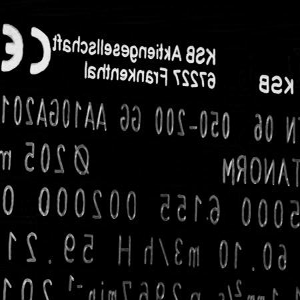 KSB
KSB Aktiengesellschaft
67227 Frankenthal
CE
06 050-200 GG AA10GA201
TANORM Ø205 m
5000 6155 000200 0
60.10 m3/h H 59.21